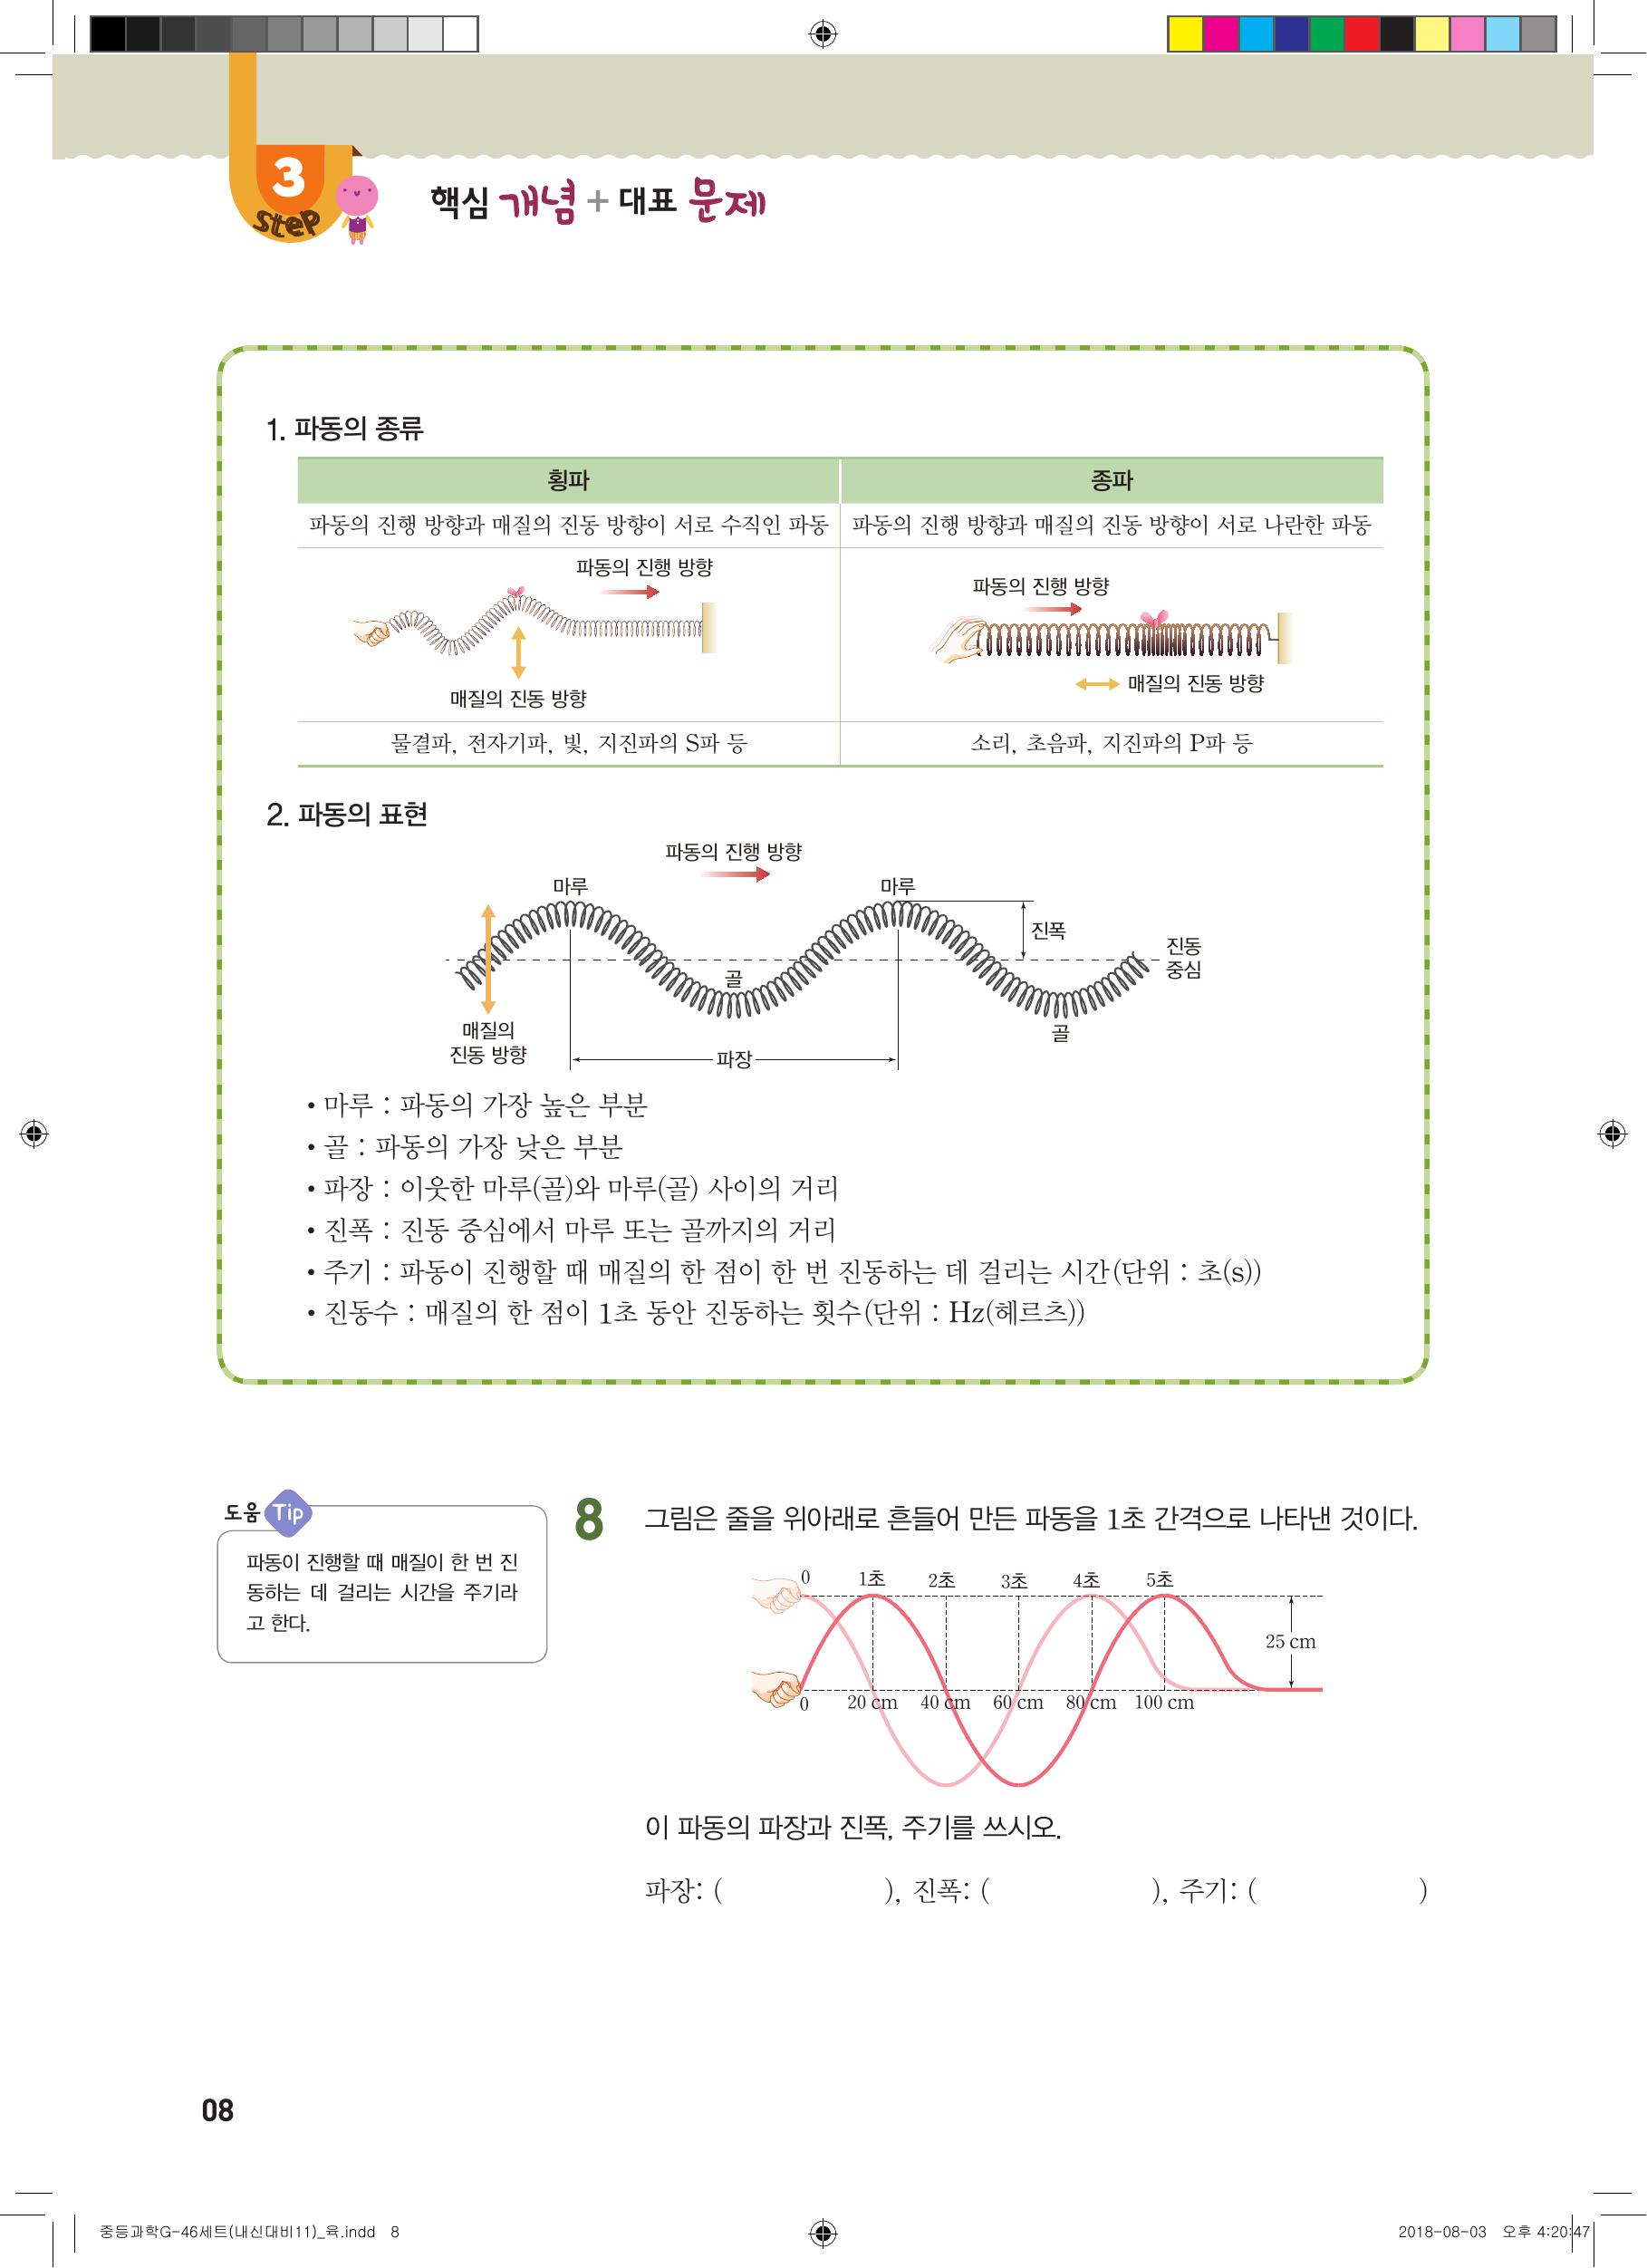 3
step
핵심 개념 + 대표 문제
1. 파동의 종류
횡파 종파
파동의 진행 방향과 매질의 진동 방향이 서로 수직인 파동 파동의 진행 방향과 매질의 진동 방향이 서로 나란한 파동
파동의 진행 방향
매질의 진동 방향
파동의 진행 방향
매질의 진동 방향
물결파, 전자기파, 빛, 지진파의 S파 등 소리, 초음파, 지진파의 P파 등
2. 파동의 표현
파동의 진행 방향
마루 마루
진폭
진동
중심
골
골
매질의
진동 방향
파장
• 마루 : 파동의 가장 높은 부분
• 골 : 파동의 가장 낮은 부분
• 파장 : 이웃한 마루(골)와 마루(골) 사이의 거리
• 진폭 : 진동 중심에서 마루 또는 골까지의 거리
• 주기 : 파동이 진행할 때 매질의 한 점이 한 번 진동하는 데 걸리는 시간(단위 : 초(s))
• 진동수 : 매질의 한 점이 1초 동안 진동하는 횟수(단위 : Hz(헤르츠))
도움 Tip
파동이 진행할 때 매질이 한 번 진
동하는 데 걸리는 시간을 주기라
고 한다.
8 그림은 줄을 위아래로 흔들어 만든 파동을 1초 간격으로 나타낸 것이다.
0 1초 2초 3초 4초 5초
25 cm
0 20 cm 40 cm 60 cm 80 cm 100 cm
이 파동의 파장과 진폭, 주기를 쓰시오.
파장: ( ), 진폭: ( ), 주기: ( )
08
중등과학G-46세트(내신대비11)_육.indd 8 2018-08-03 오후 4:20:47